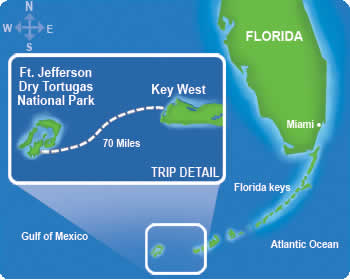 N
W E
S
FLORIDA
Ft. Jefferson
Dry Tortugas
National Park
Key West
70 Miles
TRIP DETAIL
Miami
Florida keys
Gulf of Mexico
Atlantic Ocean